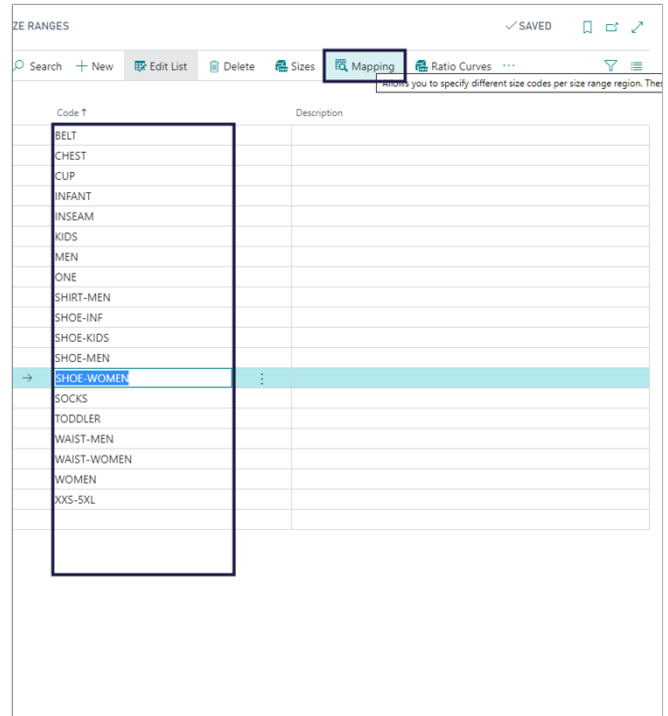 ZE RANGES
SAVED
Search New Edit List Delete Sizes Mapping Ratio Curves ...
Allows you to specify different size codes per size range region. Thes
Code ↑ Description
BELT
CHEST
CUP
INFANT
INSEAM
KIDS
MEN
ONE
SHIRT-MEN
SHOE-INF
SHOE-KIDS
SHOE-MEN
SHOE-WOMEN
SOCKS
TODDLER
WAIST-MEN
WAIST-WOMEN
WOMEN
XXS-5XL